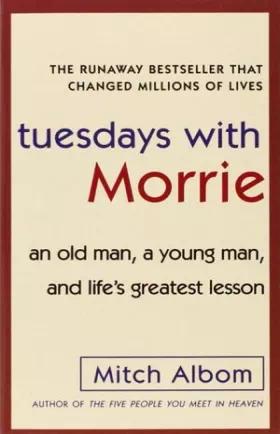 THE RUNAWAY BESTSELLER THAT
CHANGED MILLIONS OF LIVES
tuesdays with
Morrie
an old man, a young man,
and life's greatest lesson
Mitch Albom
AUTHOR OF THE FIVE PEOPLE YOU MEET IN HEAVEN